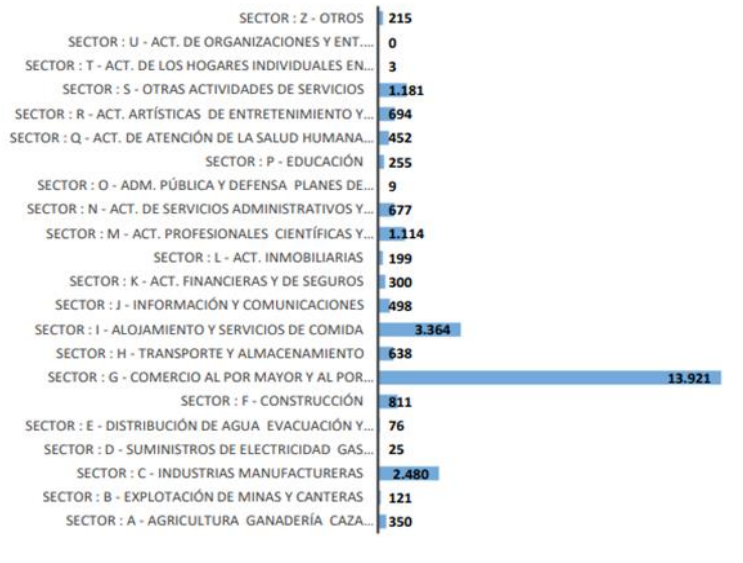 SECTOR : Z - OTROS 215
SECTOR : U - ACT. DE ORGANIZACIONES Y ENT.... 0
SECTOR : T - ACT. DE LOS HOGARES INDIVIDUALES EN... 3
SECTOR : S - OTRAS ACTIVIDADES DE SERVICIOS 1.181
SECTOR : R - ACT. ARTÍSTICAS DE ENTRETENIMIENTO Y... 694
SECTOR : Q - ACT. DE ATENCIÓN DE LA SALUD HUMANA... 452
SECTOR : P - EDUCACIÓN 255
SECTOR : O - ADM. PÚBLICA Y DEFENSA PLANES DE... 9
SECTOR : N - ACT. DE SERVICIOS ADMINISTRATIVOS Y... 677
SECTOR : M - ACT. PROFESIONALES CIENTÍFICAS Y... 1.114
SECTOR : L - ACT. INMOBILIARIAS 199
SECTOR : K - ACT. FINANCIERAS Y DE SEGUROS 300
SECTOR : J - INFORMACIÓN Y COMUNICACIONES 498
SECTOR : I - ALOJAMIENTO Y SERVICIOS DE COMIDA 3.364
SECTOR : H - TRANSPORTE Y ALMACENAMIENTO 638
SECTOR : G - COMERCIO AL POR MAYOR Y AL POR... 13.921
SECTOR : F - CONSTRUCCIÓN 811
SECTOR : E - DISTRIBUCIÓN DE AGUA EVACUACIÓN Y... 76
SECTOR : D - SUMINISTROS DE ELECTRICIDAD GAS... 25
SECTOR : C - INDUSTRIAS MANUFACTURERAS 2.480
SECTOR : B - EXPLOTACIÓN DE MINAS Y CANTERAS 121
SECTOR : A - AGRICULTURA GANADERÍA CAZA... 350